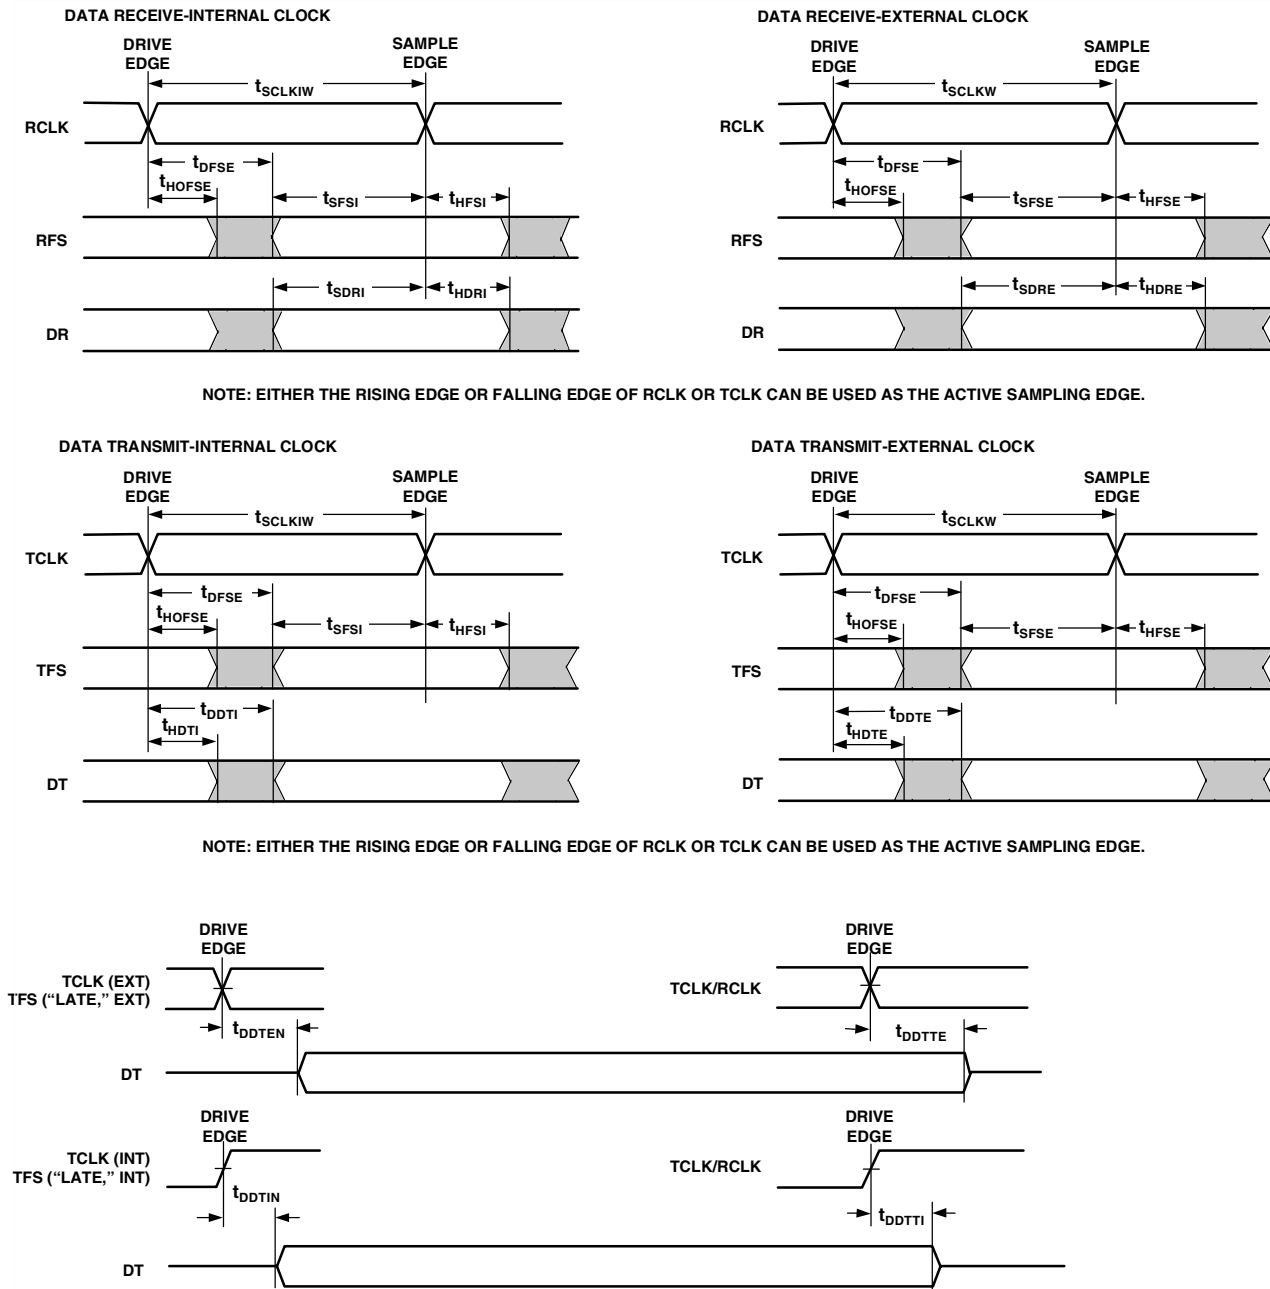 DATA RECEIVE-INTERNAL CLOCK
DRIVE
EDGE
SAMPLE
EDGE
tSCLKIW
RCLK
tDFSE
tHOFSE
tSFSI
tHFSI
RFS
tSDRI
tHDRI
DR
DATA RECEIVE-EXTERNAL CLOCK
DRIVE
EDGE
SAMPLE
EDGE
tSCLKW
RCLK
tDFSE
tHOFSE
tSFSE
tHFSE
RFS
tSDRE
tHDRE
DR
NOTE: EITHER THE RISING EDGE OR FALLING EDGE OF RCLK OR TCLK CAN BE USED AS THE ACTIVE SAMPLING EDGE.
DATA TRANSMIT-INTERNAL CLOCK
DRIVE
EDGE
SAMPLE
EDGE
tSCLKIW
TCLK
tDFSE
tHOFSE
tSFSI
tHFSI
TFS
tDDTI
tHDTI
DT
DATA TRANSMIT-EXTERNAL CLOCK
DRIVE
EDGE
SAMPLE
EDGE
tSCLKW
TCLK
tDFSE
tHOFSE
tSFSE
tHFSE
TFS
tDDTE
tHDTE
DT
NOTE: EITHER THE RISING EDGE OR FALLING EDGE OF RCLK OR TCLK CAN BE USED AS THE ACTIVE SAMPLING EDGE.
DRIVE
EDGE
TCLK (EXT)
TFS (“LATE,” EXT)
tDDTEN
DRIVE
EDGE
TCLK/RCLK
tDDTTE
DT
DRIVE
EDGE
TCLK (INT)
TFS (“LATE,” INT)
tDDTIN
DRIVE
EDGE
TCLK/RCLK
tDDTTI
DT